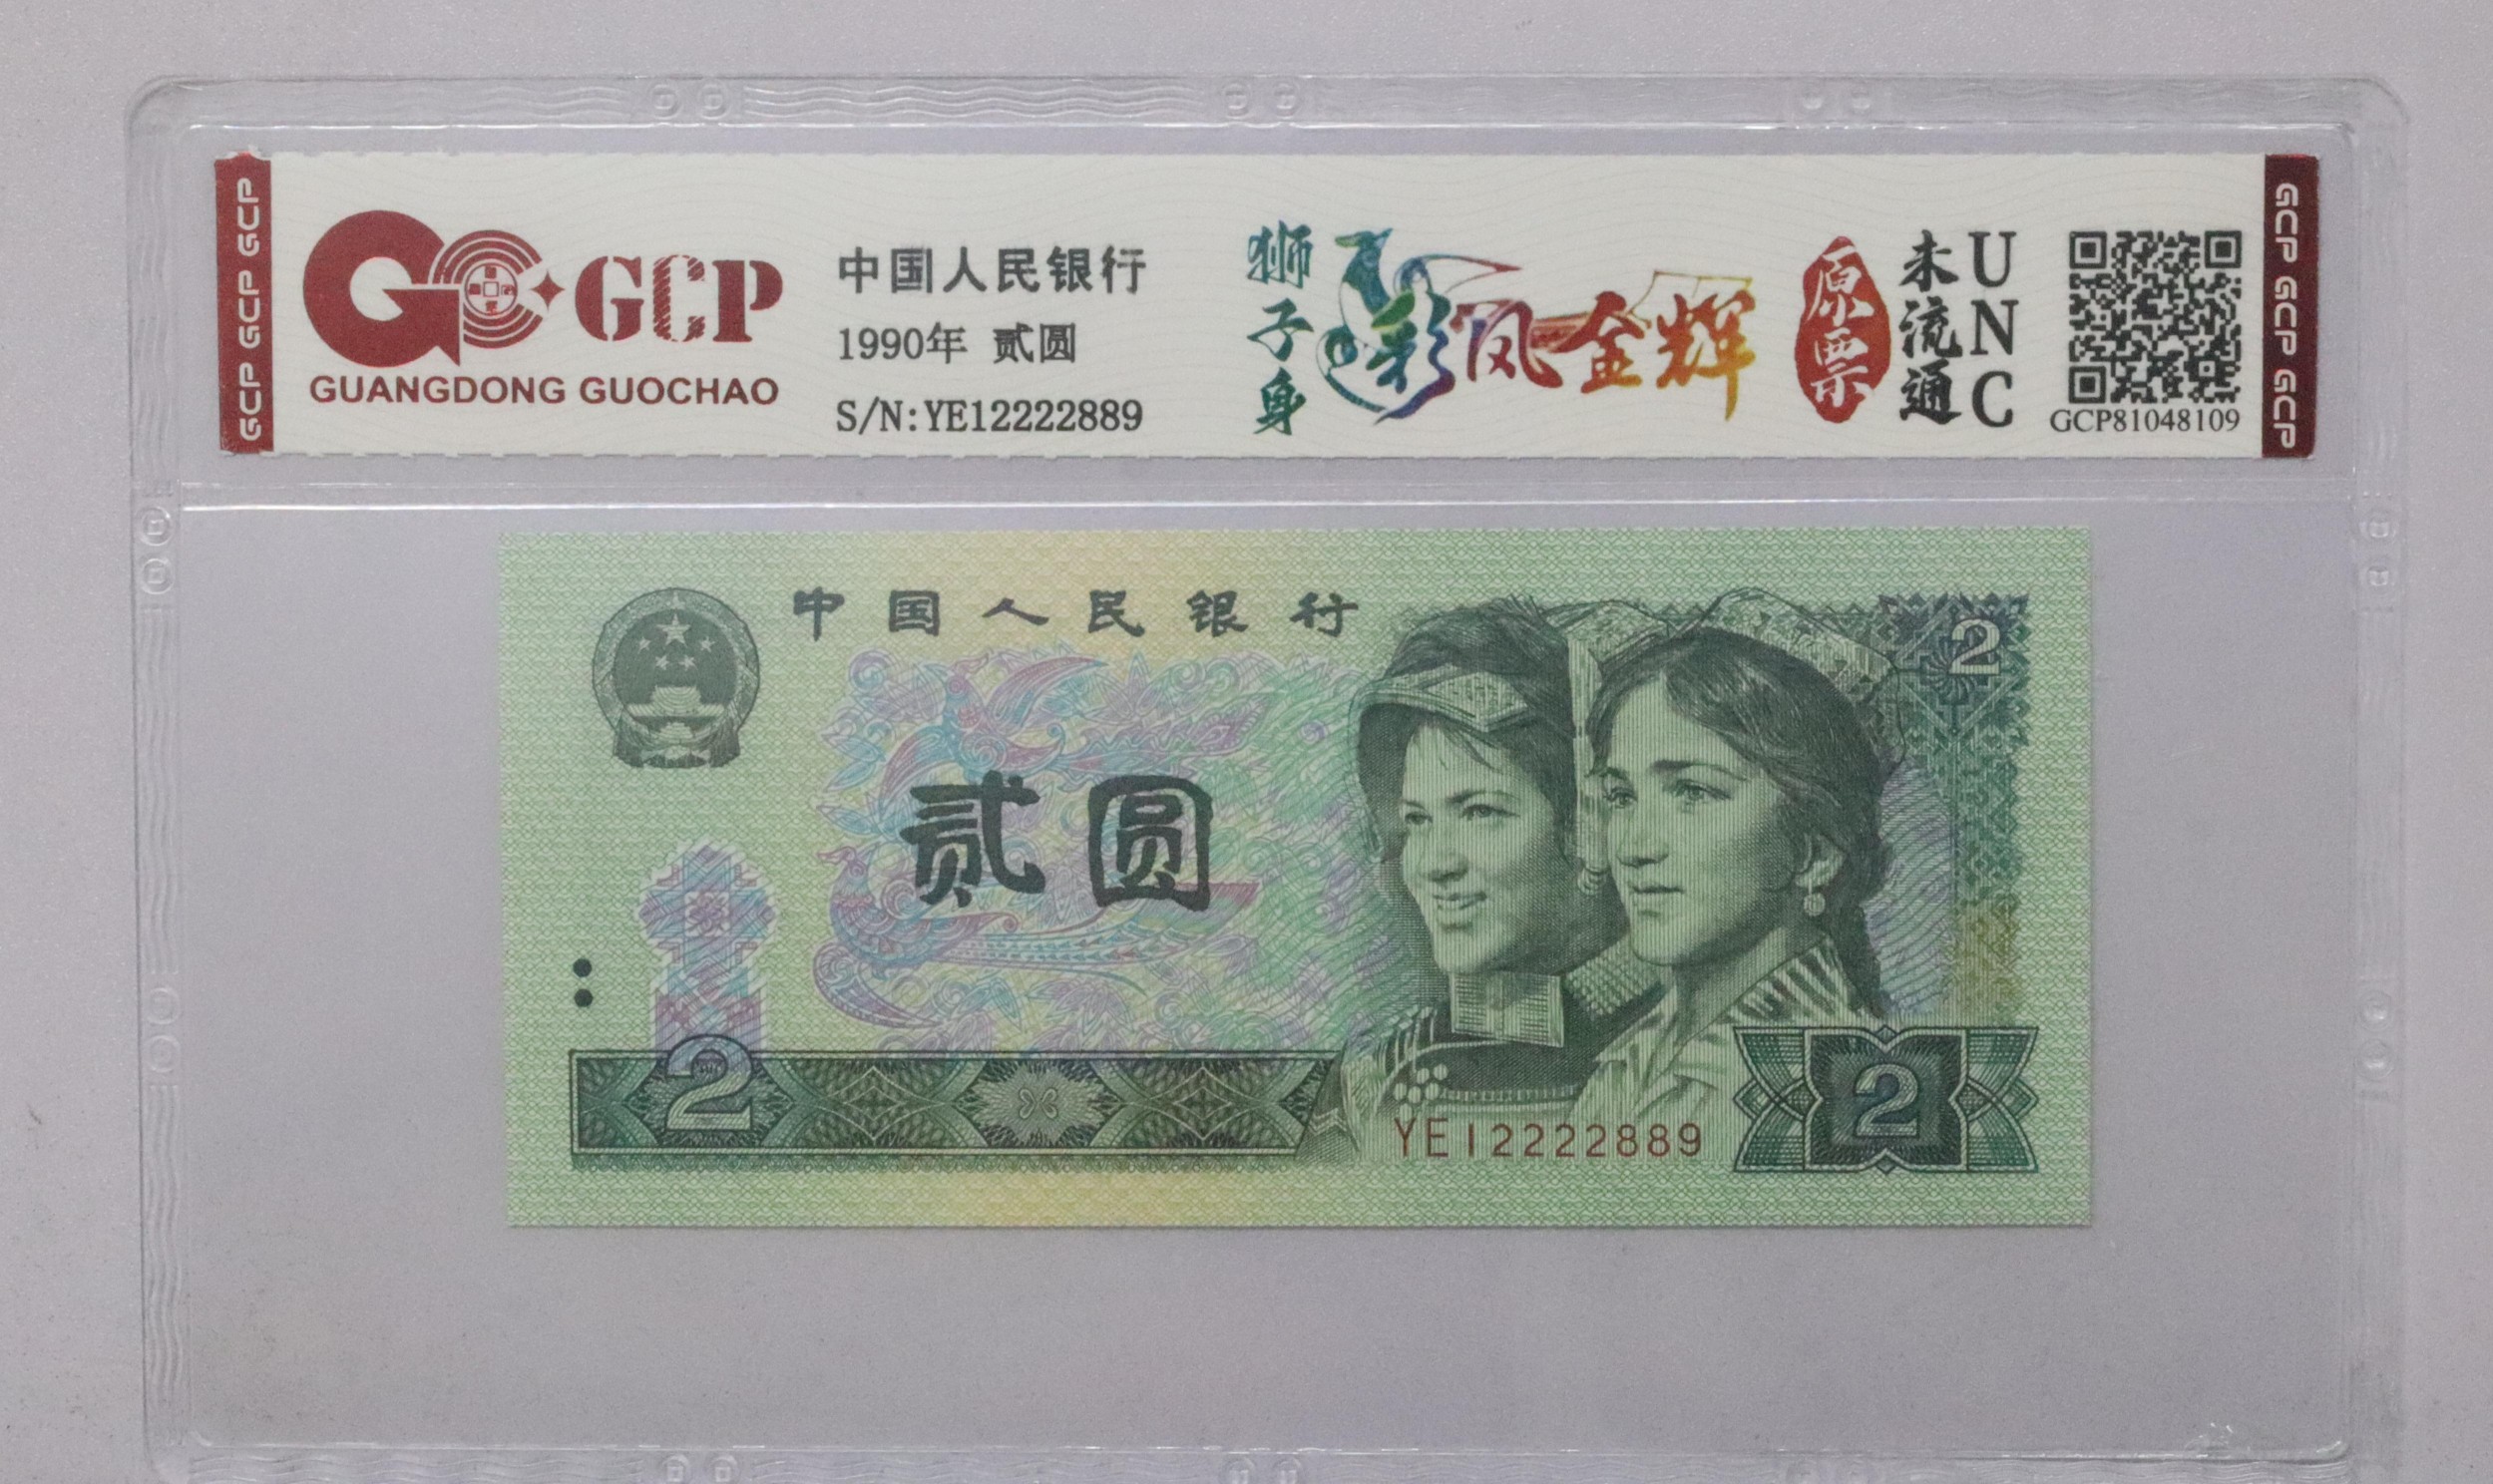 GCP GCP GCP
GCP
GUANGDONG GUOCHAO
中国人民银行
1990年 贰圆
S/N:YE12222889
狮子身
彩凤金辉
原票
未流通
UNC
GCP81048109
GCP GCP GCP
中国人民银行
2
贰圆
2
YE12222889
2